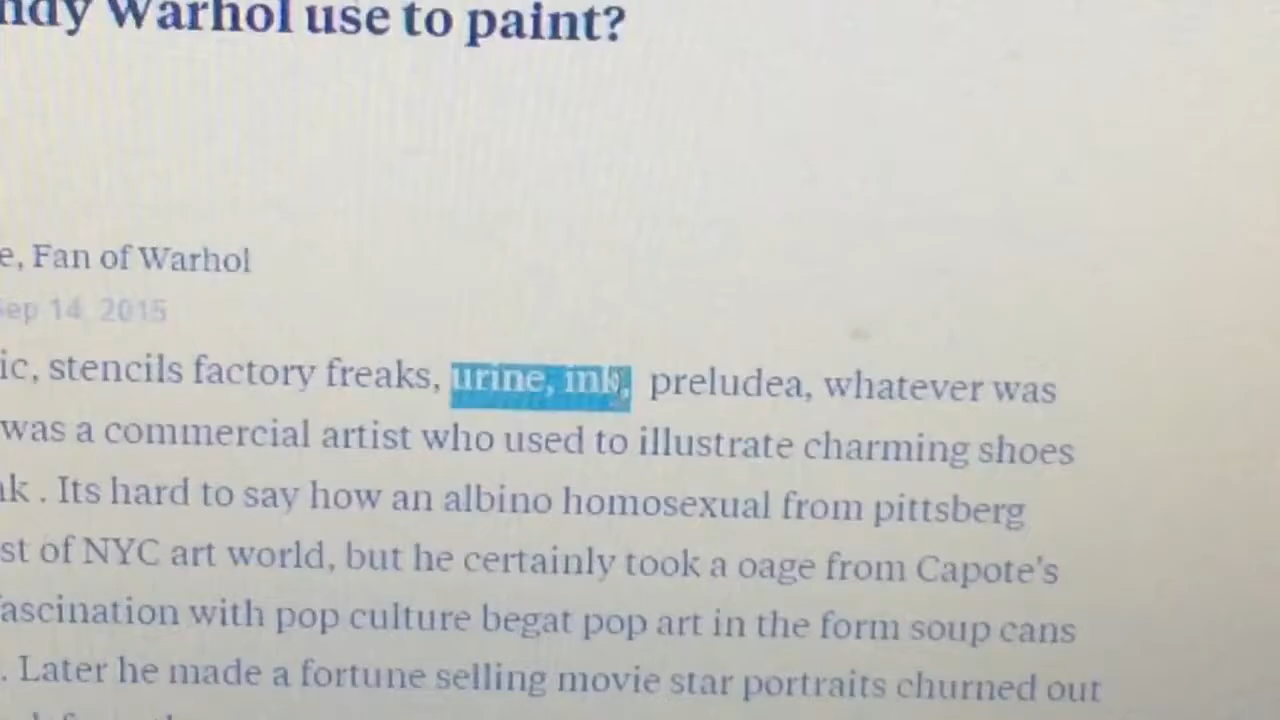 ndy Warhol use to paint?
e, Fan of Warhol
Sep 14, 2015
ic, stencils factory freaks, urine, ink, preludea, whatever was
was a commercial artist who used to illustrate charming shoes
nk . Its hard to say how an albino homosexual from pittsberg
st of NYC art world, but he certainly took a oage from Capote's
fascination with pop culture begat pop art in the form soup cans
. Later he made a fortune selling movie star portraits churned out